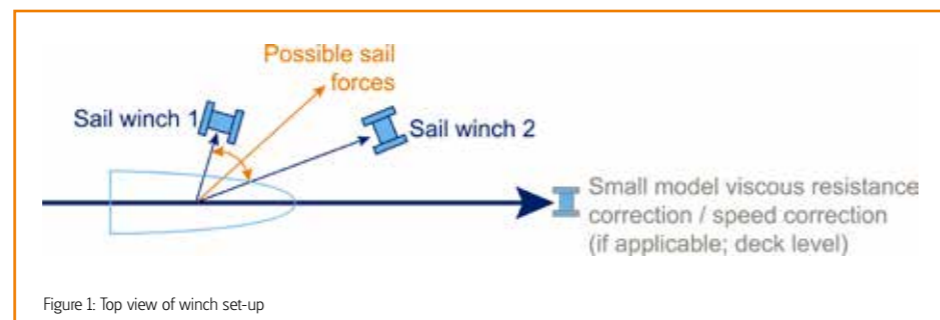 Possible sail
forces
Sail winch 1
Sail winch 2
Small model viscous resistance
correction / speed correction
(if applicable; deck level)
Figure 1: Top view of winch set-up